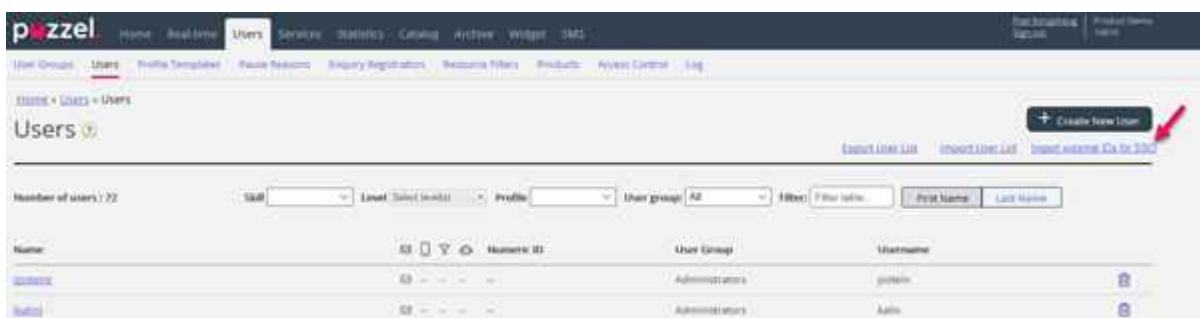 puzzel.
Home Real-time Users Services Statistics Catalog Archive Widget SMS
Sign out
User Groups Users Profile Templates Pause Reasons Enquiry Registration Resource Filters Products Access Control Log
Home » Users » Users
Users ?
+ Create New User
Export User List Import User List Import external IDs for SSO
Number of users : 72 Skill Level Select level(s) Profile User group: All Filter: Filter table... First Name Last Name
Name Numeric ID User Group Username
-- -- -- -- Administrators
-- -- -- -- Administrators